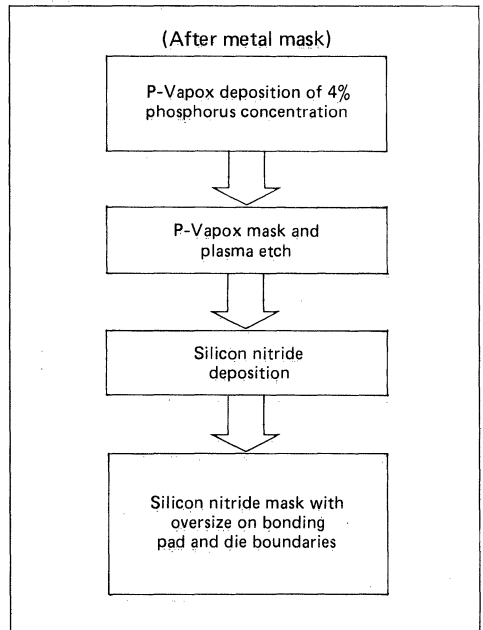 (After metal mask)
P-Vapox deposition of 4%
phosphorus concentration
P-Vapox mask and
plasma etch
Silicon nitride
deposition
Silicon nitride mask with
oversize on bonding
pad and die boundaries